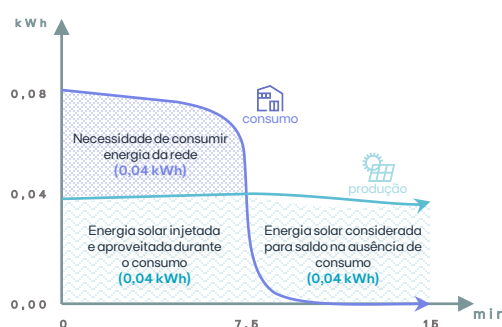 kWh
0,08
consumo
Necessidade de consumir
energia da rede
(0,04 kWh)
produção
0,04
Energia solar injetada
e aproveitada durante
o consumo
(0,04 kWh)
Energia solar considerada
para saldo na ausência de
consumo
(0,04 kWh)
0,00
0
7,5
15